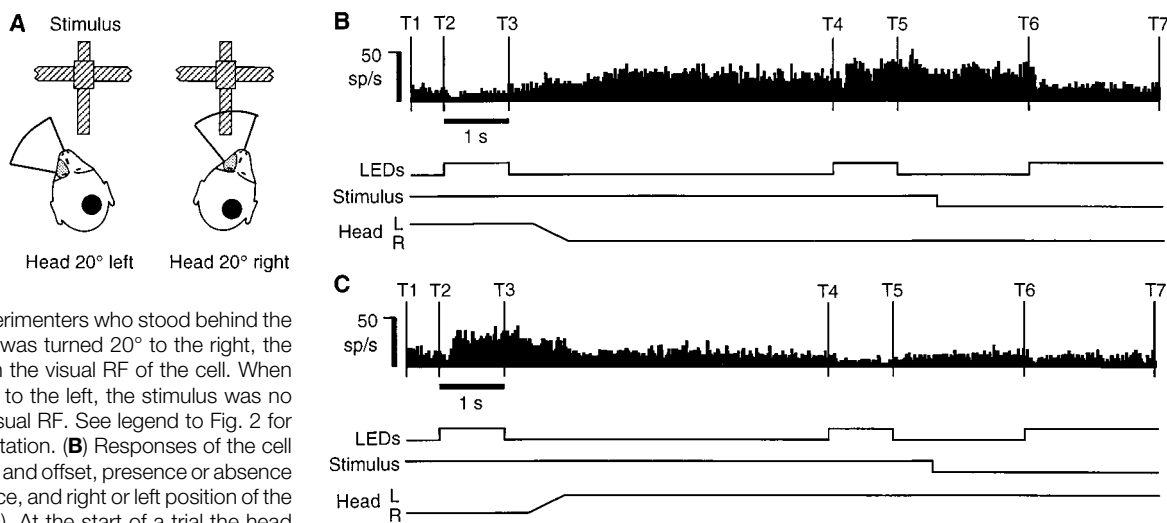 A
Stimulus
Head 20° left Head 20° right
erimenters who stood behind the
was turned 20° to the right, the
the visual RF of the cell. When
to the left, the stimulus was no
sual RF. See legend to Fig. 2 for
tation. (B) Responses of the cell
and offset, presence or absence
ce, and right or left position of the
). At the start of a trial the head
B
T1 T2 T3 T4 T5 T6 T7
50
sp/s
1 s
LEDs
Stimulus
Head L
R
C
T1 T2 T3 T4 T5 T6 T7
50
sp/s
1 s
LEDs
Stimulus
Head L
R